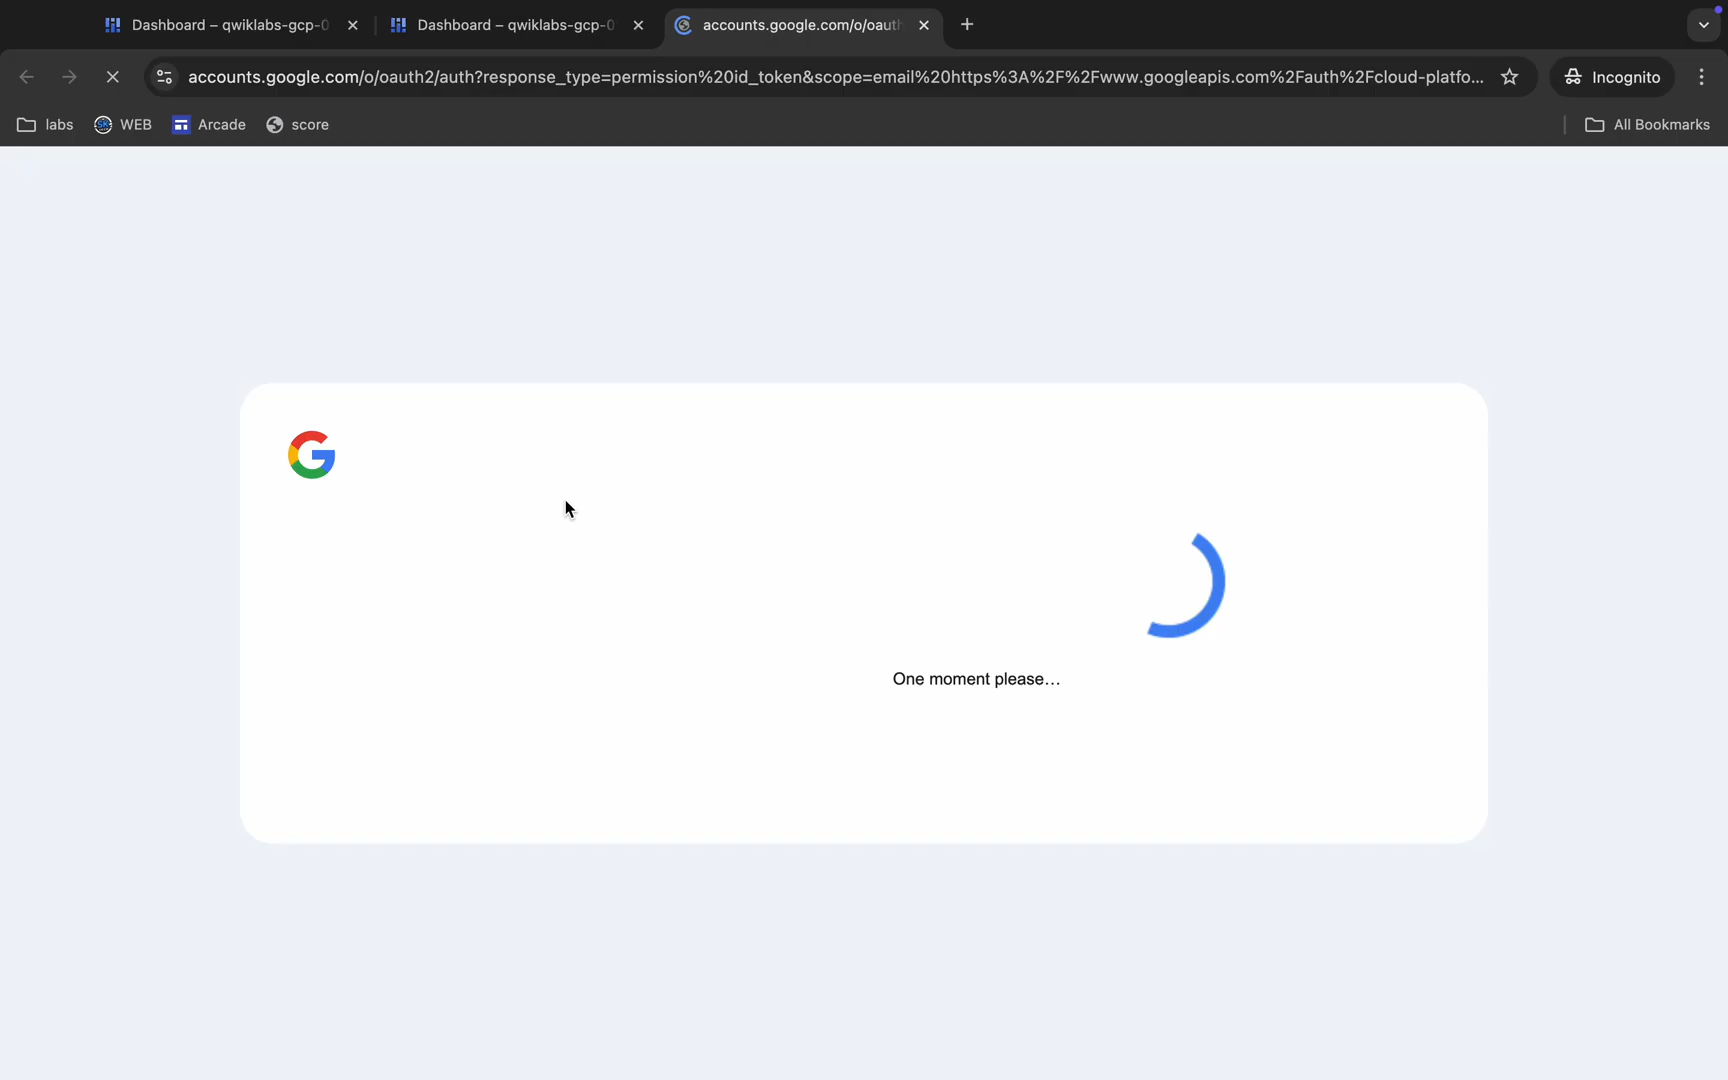 Dashboard – qwiklabs-gcp-0
Dashboard – qwiklabs-gcp-0
accounts.google.com/o/oauth
accounts.google.com/o/oauth2/auth?response_type=permission%20id_token&scope=email%20https%3A%2F%2Fwww.googleapis.com%2Fauth%2Fcloud-platfo...
Incognito
labs
WEB
Arcade
score
All Bookmarks
One moment please...